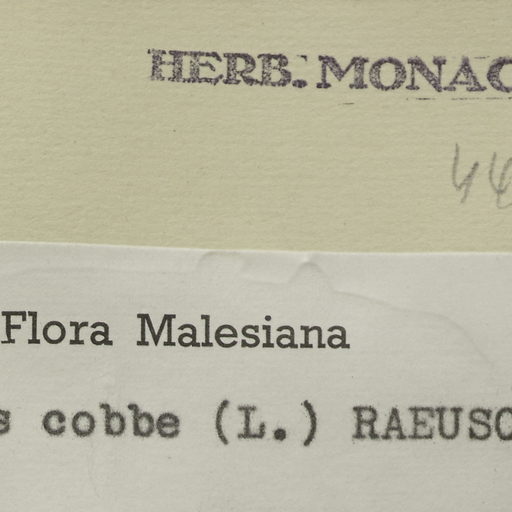 HERB. MONAC
Flora Malesiana
s cobbe (L.) RAEUSC